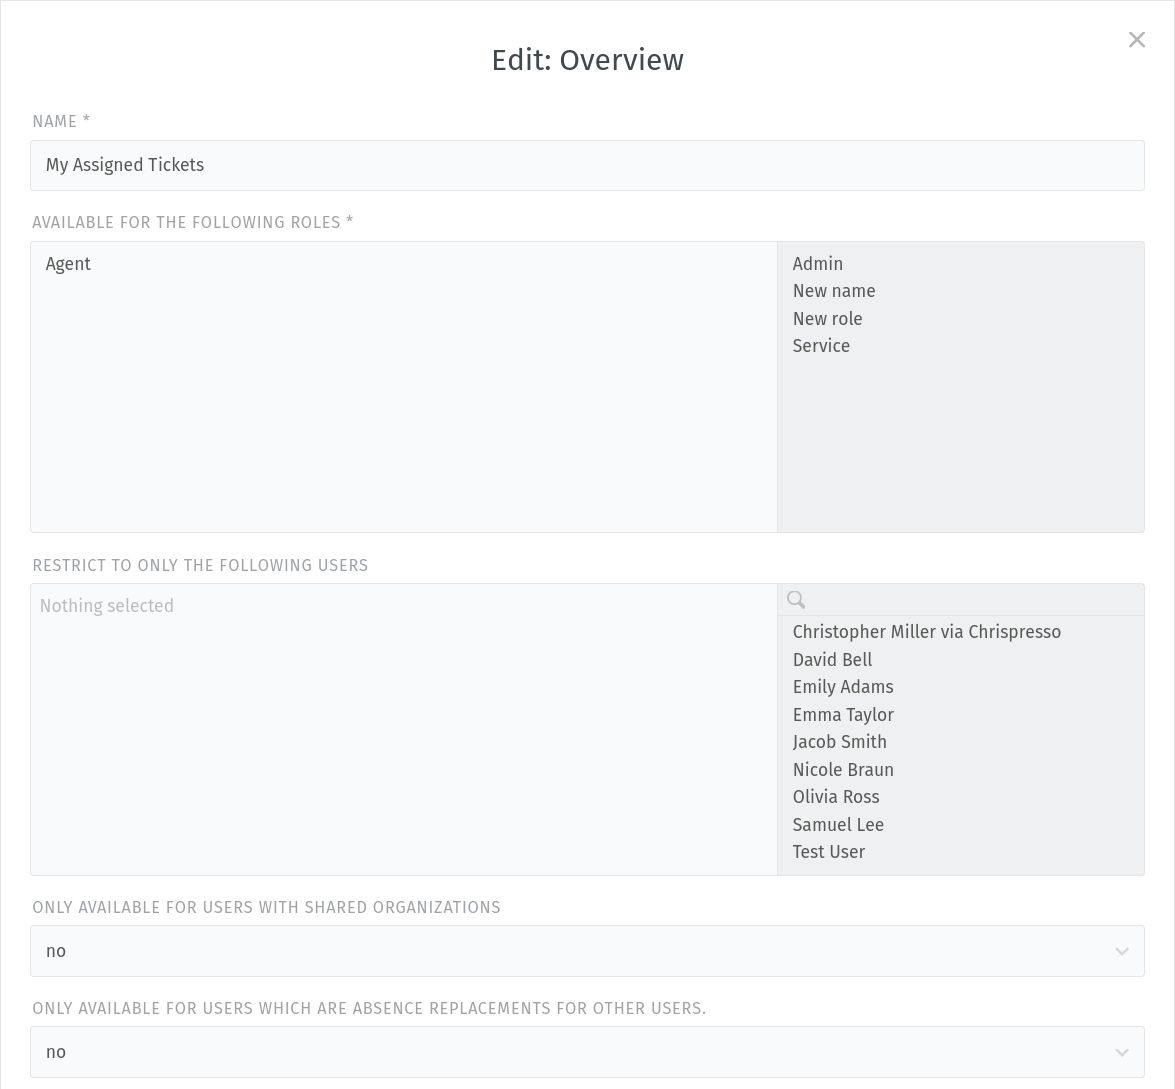 Edit: Overview
NAME *
My Assigned Tickets
AVAILABLE FOR THE FOLLOWING ROLES *
Agent
Admin
New name
New role
Service
RESTRICT TO ONLY THE FOLLOWING USERS
Nothing selected
Christopher Miller via Chrispresso
David Bell
Emily Adams
Emma Taylor
Jacob Smith
Nicole Braun
Olivia Ross
Samuel Lee
Test User
ONLY AVAILABLE FOR USERS WITH SHARED ORGANIZATIONS
no
ONLY AVAILABLE FOR USERS WHICH ARE ABSENCE REPLACEMENTS FOR OTHER USERS.
no